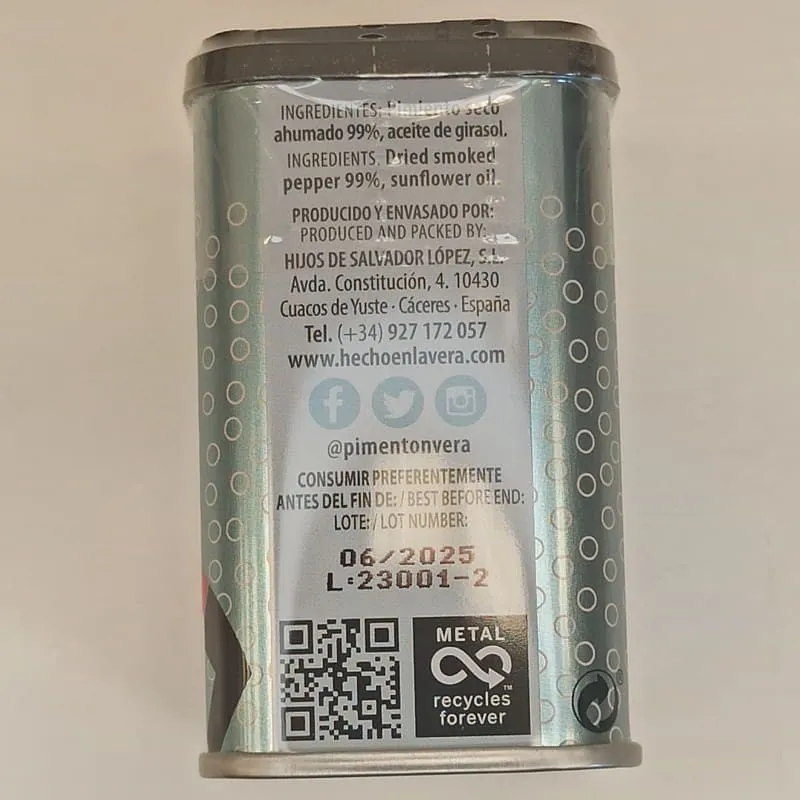 INGREDIENTES: Pimiento seco
ahumado 99%, aceite de girasol.
INGREDIENTS. Dried smoked
pepper 99%, sunflower oil.
PRODUCIDO Y ENVASADO POR:
PRODUCED AND PACKED BY:
HIJOS DE SALVADOR LÓPEZ, S.L.
Avda. Constitución, 4. 10430
Cuacos de Yuste · Cáceres · España
Tel. (+34) 927 172 057
www.hechoenlavera.com
@pimentonvera
CONSUMIR PREFERENTEMENTE
ANTES DEL FIN DE: / BEST BEFORE END:
LOTE: / LOT NUMBER:
06/2025
L:23001-2
METAL
TM
recycles
forever